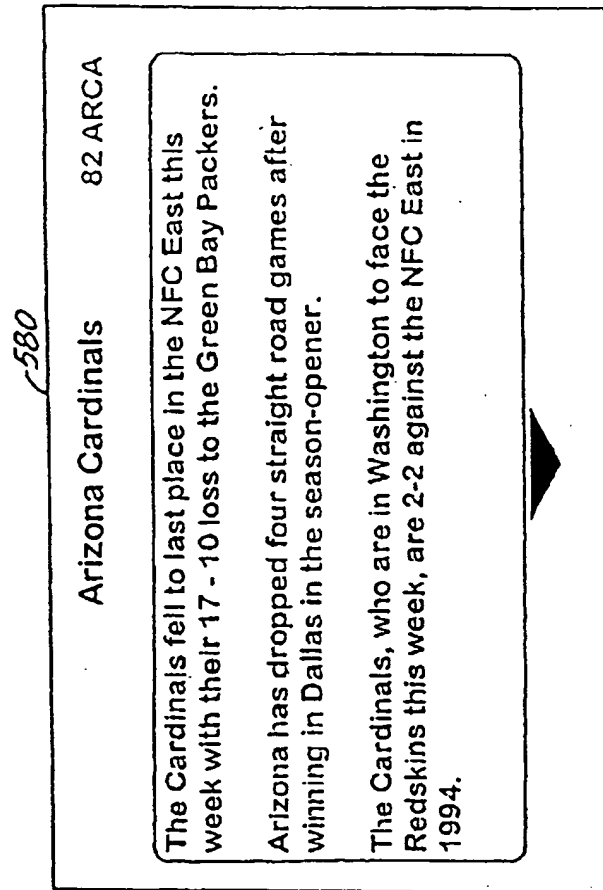 580
Arizona Cardinals 82 ARCA
The Cardinals fell to last place in the NFC East this
week with their 17 - 10 loss to the Green Bay Packers.
Arizona has dropped four straight road games after
winning in Dallas in the season-opener.
The Cardinals, who are in Washington to face the
Redskins this week, are 2-2 against the NFC East in
1994.